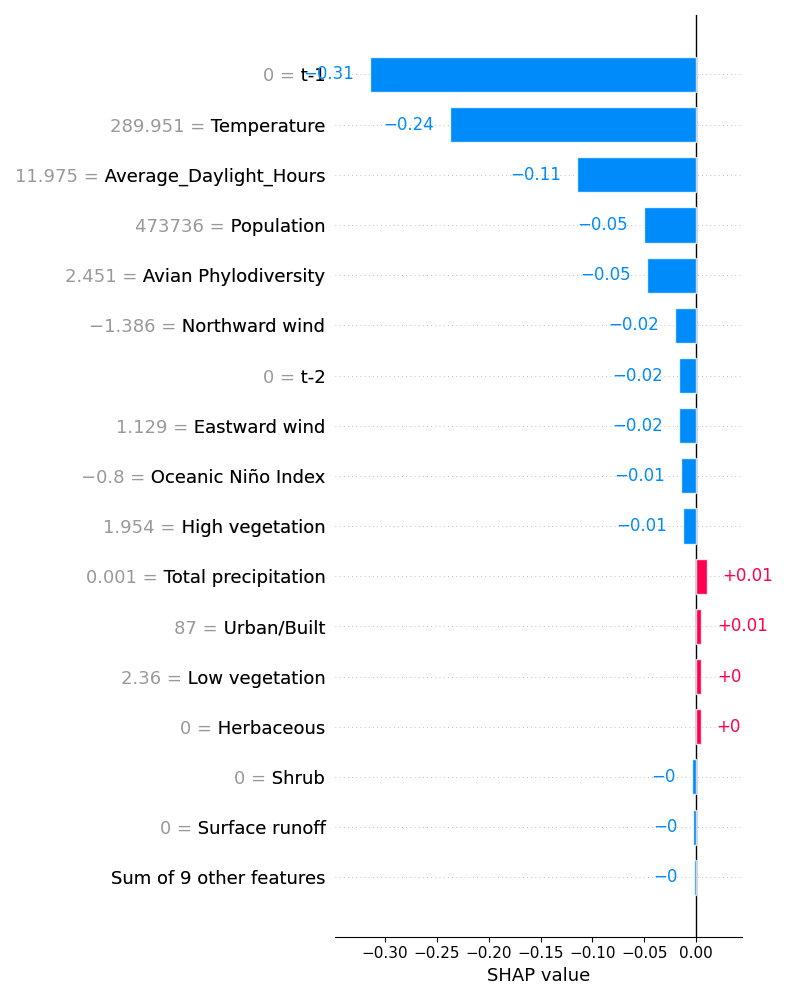 0 = t-1 −0.31
289.951 = Temperature −0.24
11.975 = Average_Daylight_Hours −0.11
473736 = Population −0.05
2.451 = Avian Phylodiversity −0.05
−1.386 = Northward wind −0.02
0 = t-2 −0.02
1.129 = Eastward wind −0.02
−0.8 = Oceanic Niño Index −0.01
1.954 = High vegetation −0.01
0.001 = Total precipitation +0.01
87 = Urban/Built +0.01
2.36 = Low vegetation +0
0 = Herbaceous +0
0 = Shrub −0
0 = Surface runoff −0
Sum of 9 other features −0
−0.30 −0.25 −0.20 −0.15 −0.10 −0.05 0.00
SHAP value